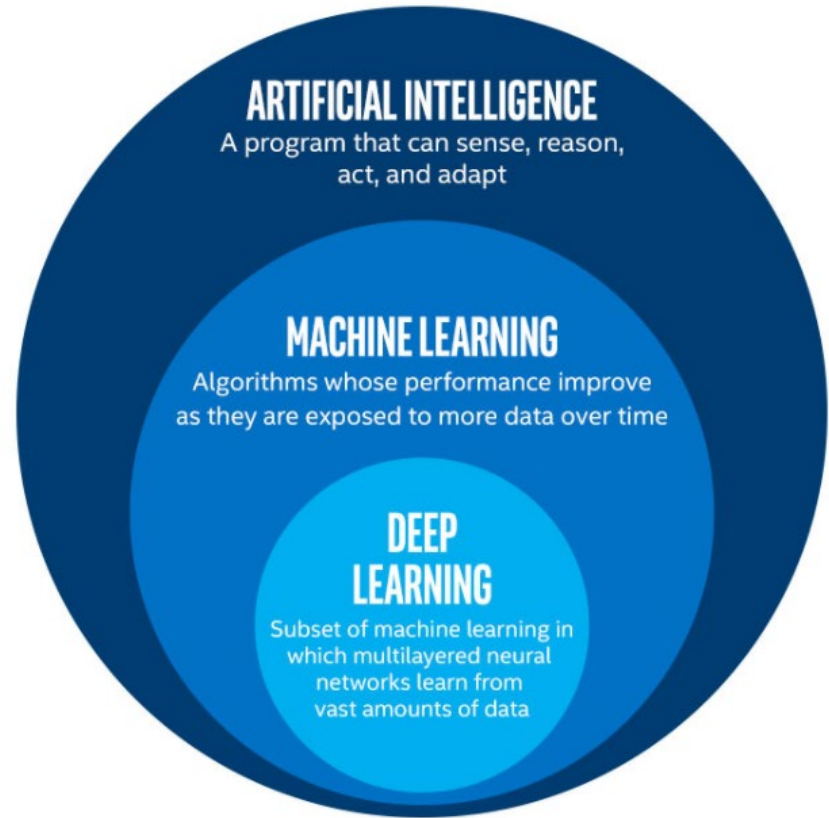 ARTIFICIAL INTELLIGENCE
A program that can sense, reason,
act, and adapt
MACHINE LEARNING
Algorithms whose performance improve
as they are exposed to more data over time
DEEP
LEARNING
Subset of machine learning in
which multilayered neural
networks learn from
vast amounts of data